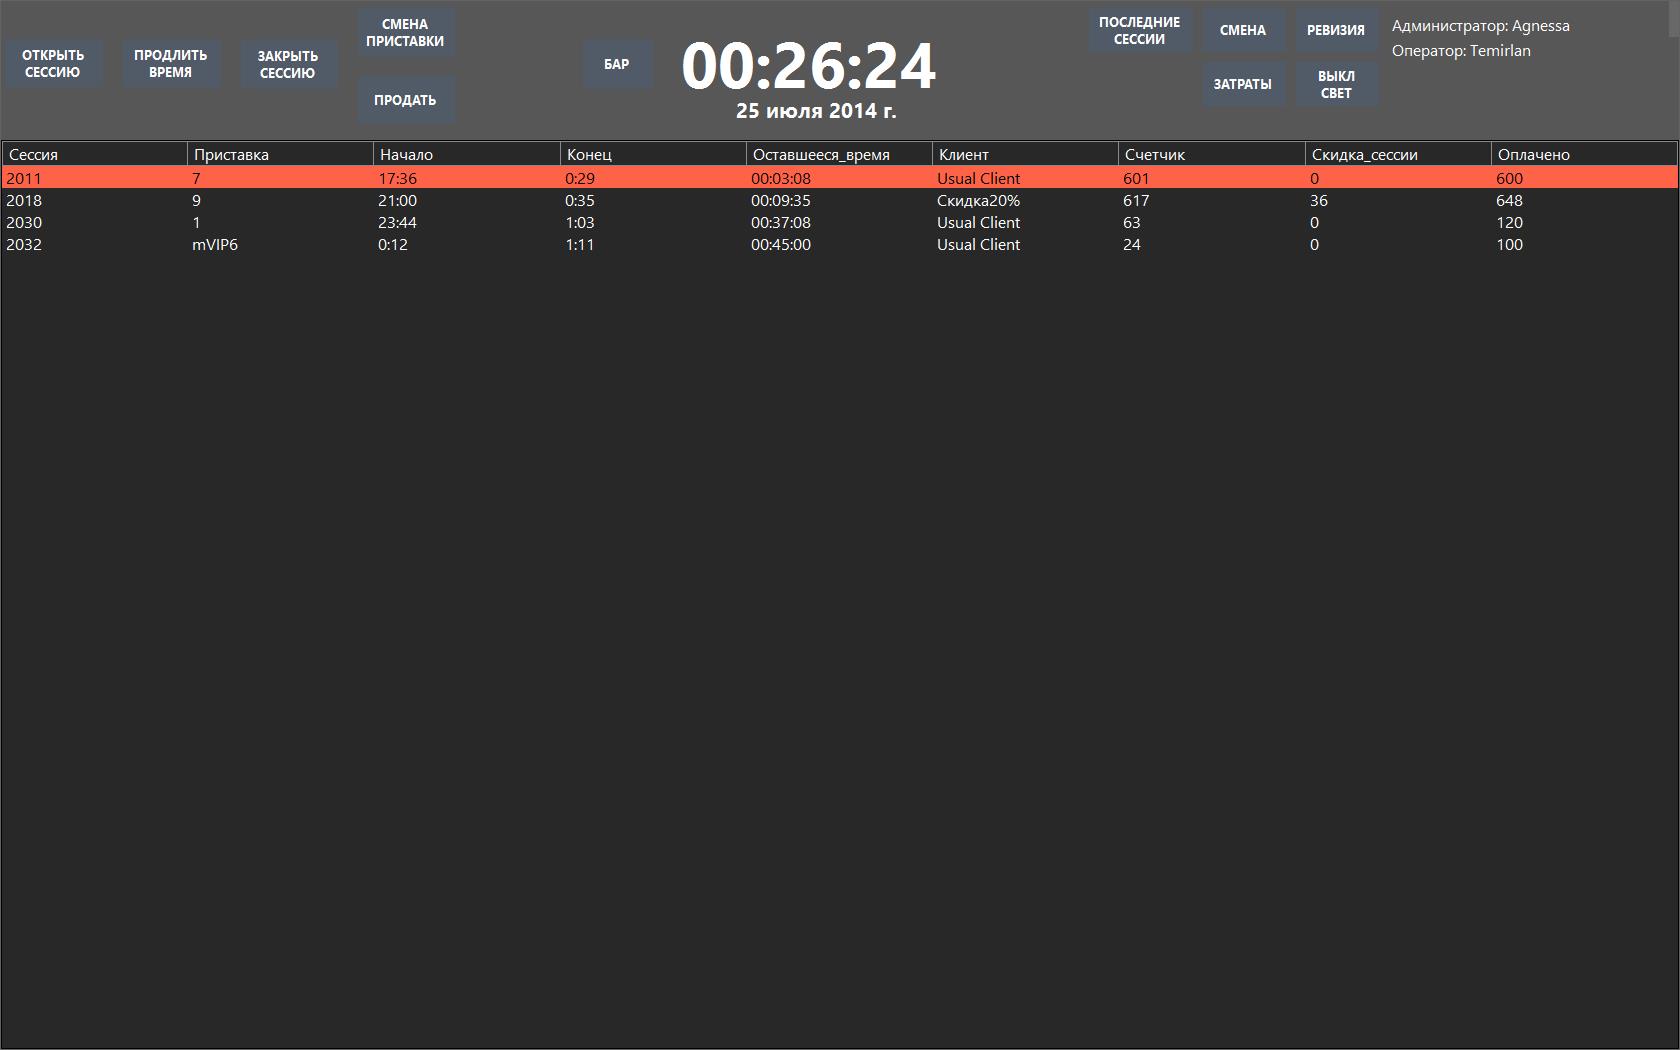 ОТКРЫТЬ
СЕССИЮ
ПРОДЛИТЬ
ВРЕМЯ
ЗАКРЫТЬ
СЕССИЮ
СМЕНА
ПРИСТАВКИ
ПРОДАТЬ
БАР
00:26:24
25 июля 2014 г.
ПОСЛЕДНИЕ
СЕССИИ
СМЕНА
РЕВИЗИЯ
ЗАТРАТЫ
ВЫКЛ
СВЕТ
Администратор: Agnessa
Оператор: Temirlan
Сессия Приставка Начало Конец Оставшееся_время Клиент Счетчик Скидка_сессии Оплачено
2011 7 17:36 0:29 00:03:08 Usual Client 601 0 600
2018 9 21:00 0:35 00:09:35 Скидка20% 617 36 648
2030 1 23:44 1:03 00:37:08 Usual Client 63 0 120
2032 mVIP6 0:12 1:11 00:45:00 Usual Client 24 0 100